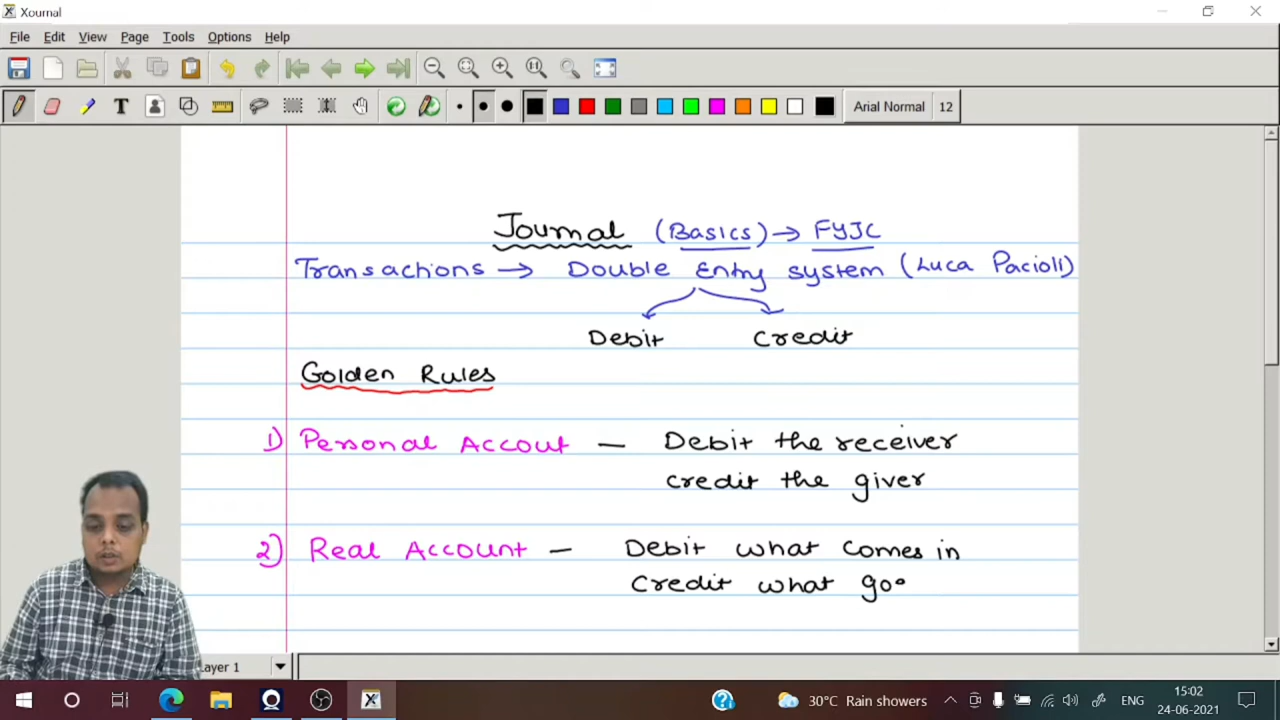 Xournal
File Edit View Page Tools Options Help
Arial Normal 12
Journal (Basics) → FYJC
Transactions → Double Entry system (Luca Pacioli)
Debit Credit
Golden Rules
1) Personal Accout — Debit the receiver
credit the giver
2) Real Account — Debit what comes in
Credit what goe
Layer 1
30°C Rain showers ENG 15:02
24-06-2021